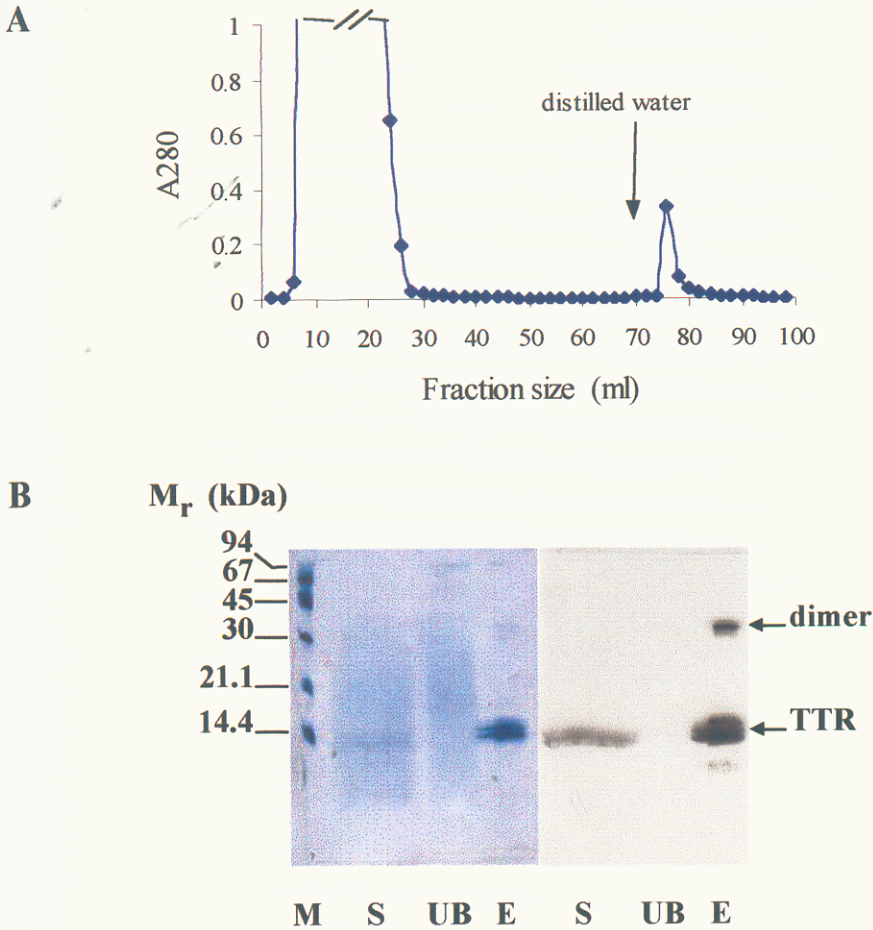 A
A280
1
0.8
0.6
0.4
0.2
0
distilled water
0 10 20 30 40 50 60 70 80 90 100
Fraction size (ml)
B
Mr (kDa)
94
67
45
30
21.1
14.4
dimer
TTR
M S UB E S UB E